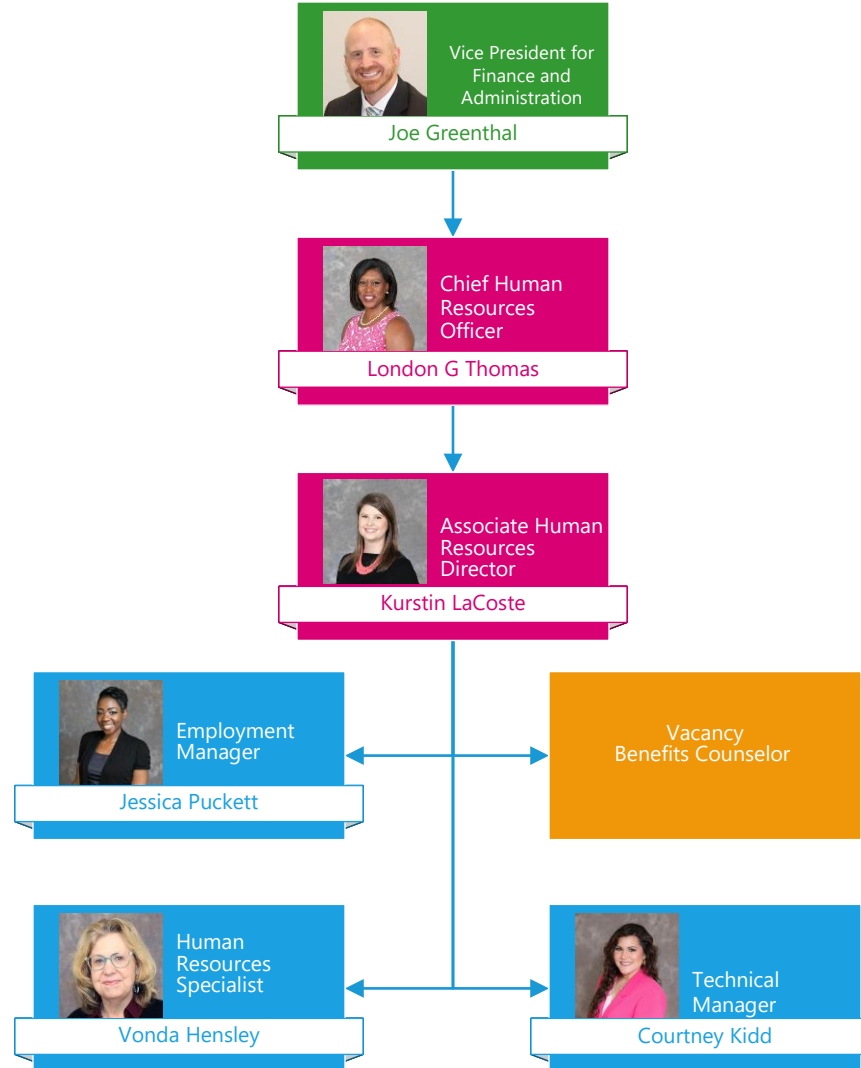 Vice President for
Finance and
Administration
Joe Greenthal
Chief Human
Resources
Officer
London G Thomas
Associate Human
Resources
Director
Kurstin LaCoste
Employment
Manager
Jessica Puckett
Vacancy
Benefits Counselor
Human
Resources
Specialist
Vonda Hensley
Technical
Manager
Courtney Kidd